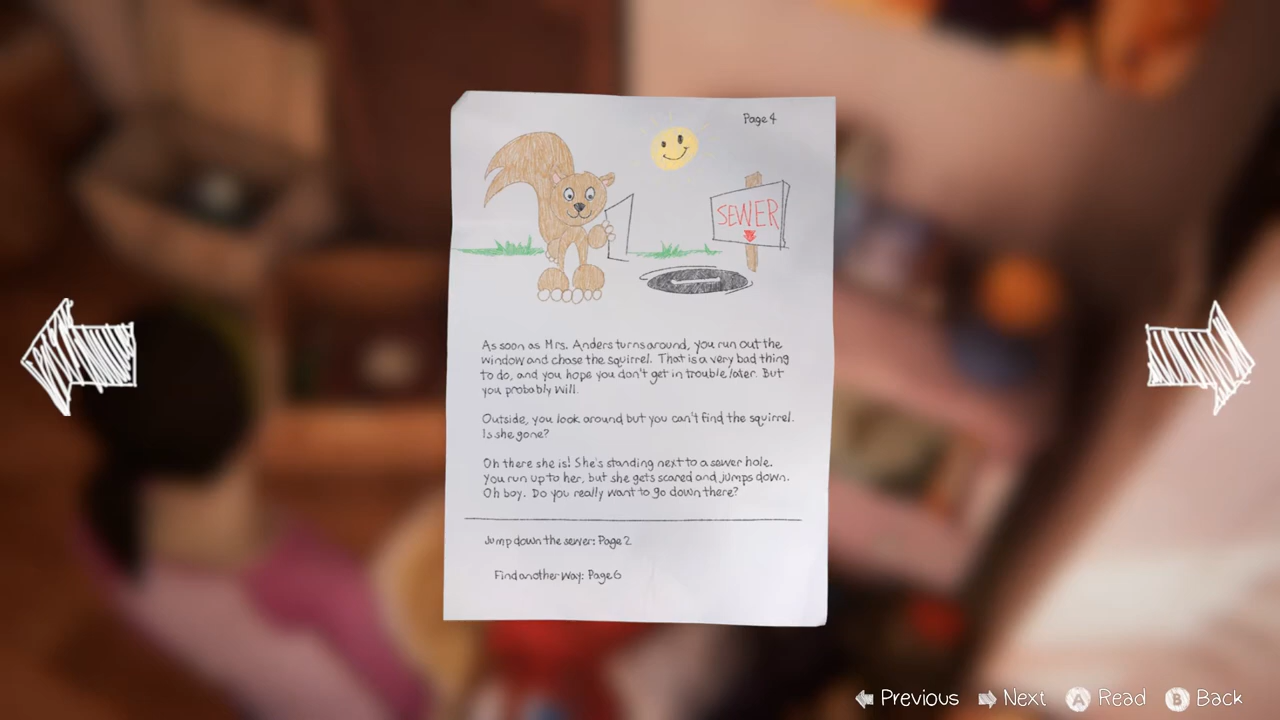 Page 4
SEWER
As soon as Mrs. Anders turns around, you run out the
window and chase the squirrel. That is a very bad thing
to do, and you hope you don't get in trouble later. But
you probably will.
Outside, you look around but you can't find the squirrel.
Is she gone?
Oh there she is! She's standing next to a sewer hole.
You run up to her, but she gets scared and jumps down.
Oh boy. Do you really want to go down there?
Jump down the sewer: Page 2
Find another way: Page 6
Previous Next A Read B Back